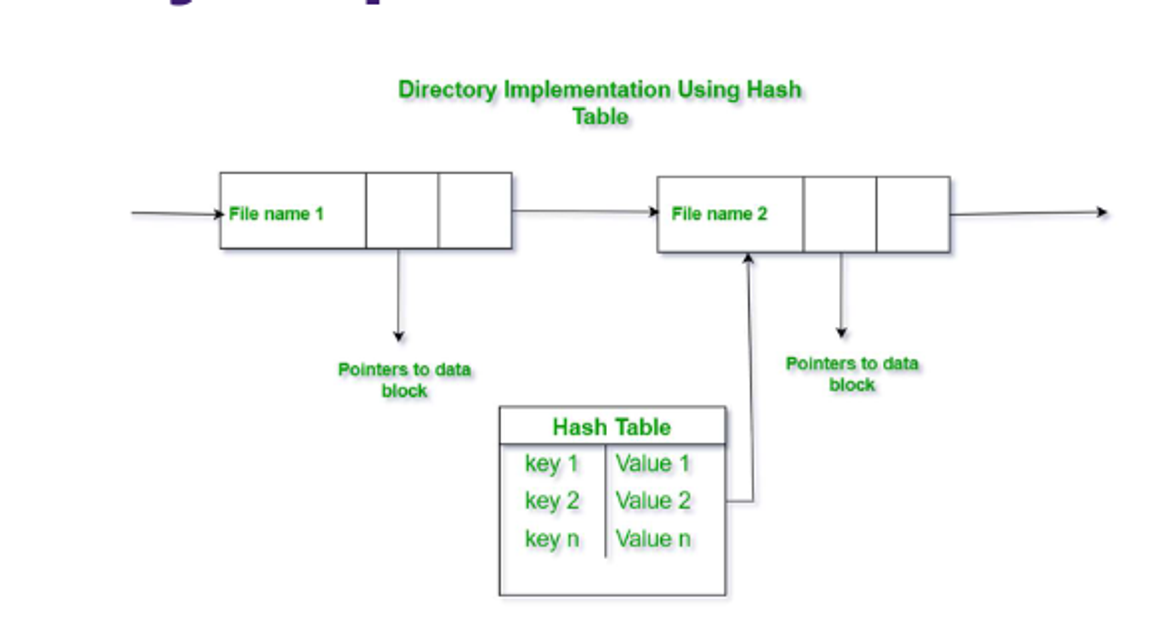 Directory Implementation Using Hash
Table
File name 1
File name 2
Pointers to data
block
Pointers to data
block
Hash Table
key 1 Value 1
key 2 Value 2
key n Value n